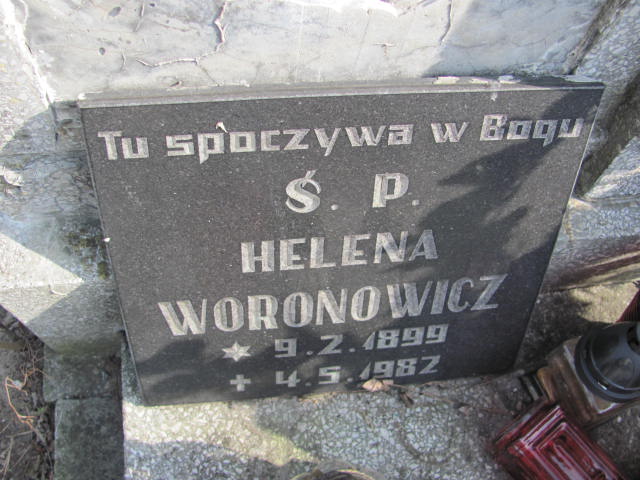 Tu spoczywa w Bogu
Ś. P.
HELENA
WORONOWICZ
* 9.2.1899
+ 4.5.1982